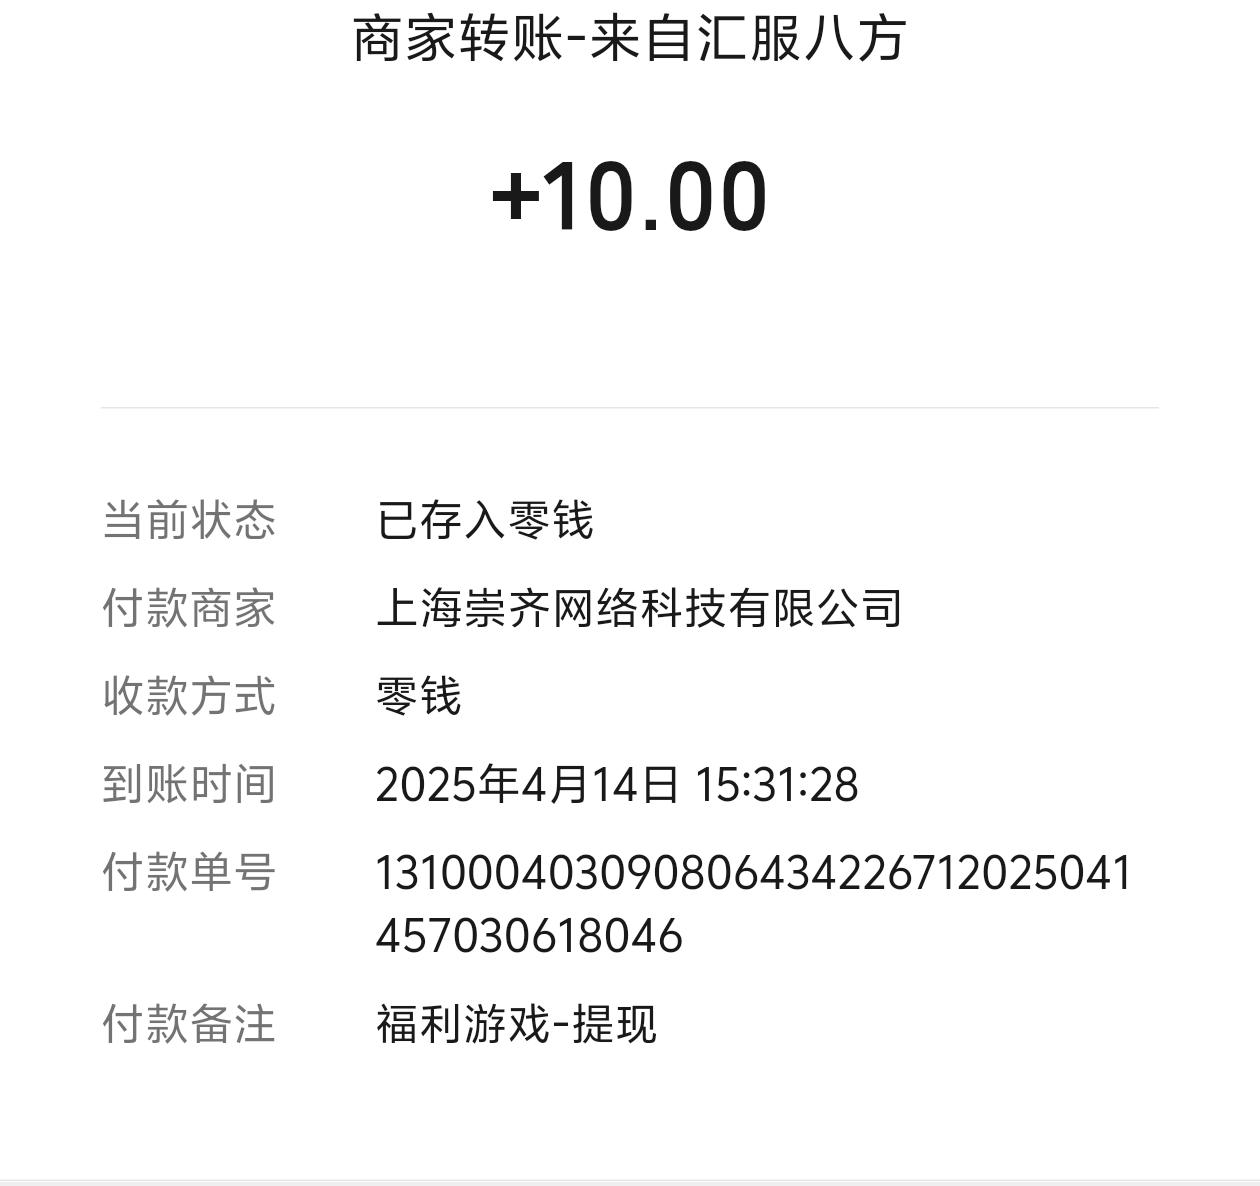 商家转账-来自汇服八方
+10.00
当前状态 已存入零钱
付款商家 上海崇齐网络科技有限公司
收款方式 零钱
到账时间 2025年4月14日 15:31:28
付款单号 131000403090806434226712025041
457030618046
付款备注 福利游戏-提现